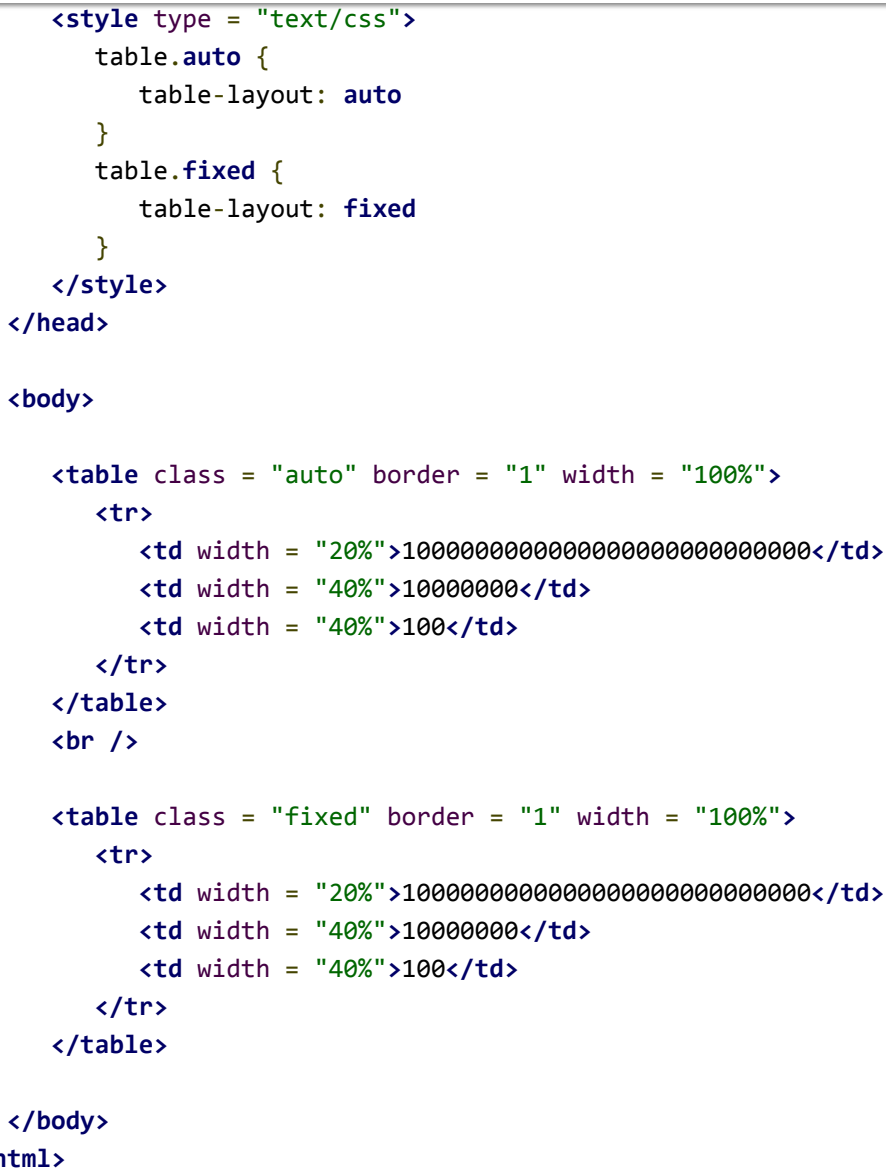 <style type = "text/css">
table.auto {
table-layout: auto
}
table.fixed {
table-layout: fixed
}
</style>
</head>
<body>
<table class = "auto" border = "1" width = "100%">
<tr>
<td width = "20%">1000000000000000000000000000</td>
<td width = "40%">10000000</td>
<td width = "40%">100</td>
</tr>
</table>
<br />
<table class = "fixed" border = "1" width = "100%">
<tr>
<td width = "20%">1000000000000000000000000000</td>
<td width = "40%">10000000</td>
<td width = "40%">100</td>
</tr>
</table>
</body>
html>